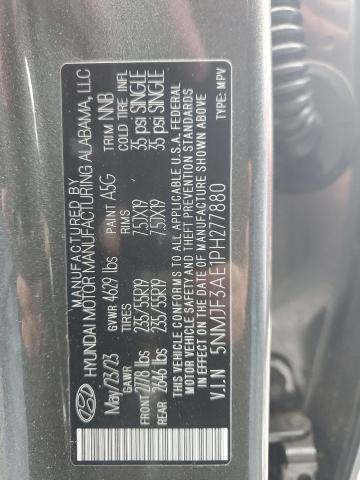 MANUFACTURED BY
HYUNDAI MOTOR MANUFACTURING ALABAMA, LLC
May/23/23 GVWR 4629 lbs PAINT A5G TRIM NNB
GAWR TIRES RIMS COLD TIRE INFL
FRONT 2778 lbs 235/55R19 7.5JX19 35 psi SINGLE
REAR 2646 lbs 235/55R19 7.5JX19 35 psi SINGLE
THIS VEHICLE CONFORMS TO ALL APPLICABLE U.S.A. FEDERAL
MOTOR VEHICLE SAFETY AND THEFT PREVENTION STANDARDS
IN EFFECT ON THE DATE OF MANUFACTURE SHOWN ABOVE
V.I.N 5NMJF3AE1PH277880 TYPE: MPV